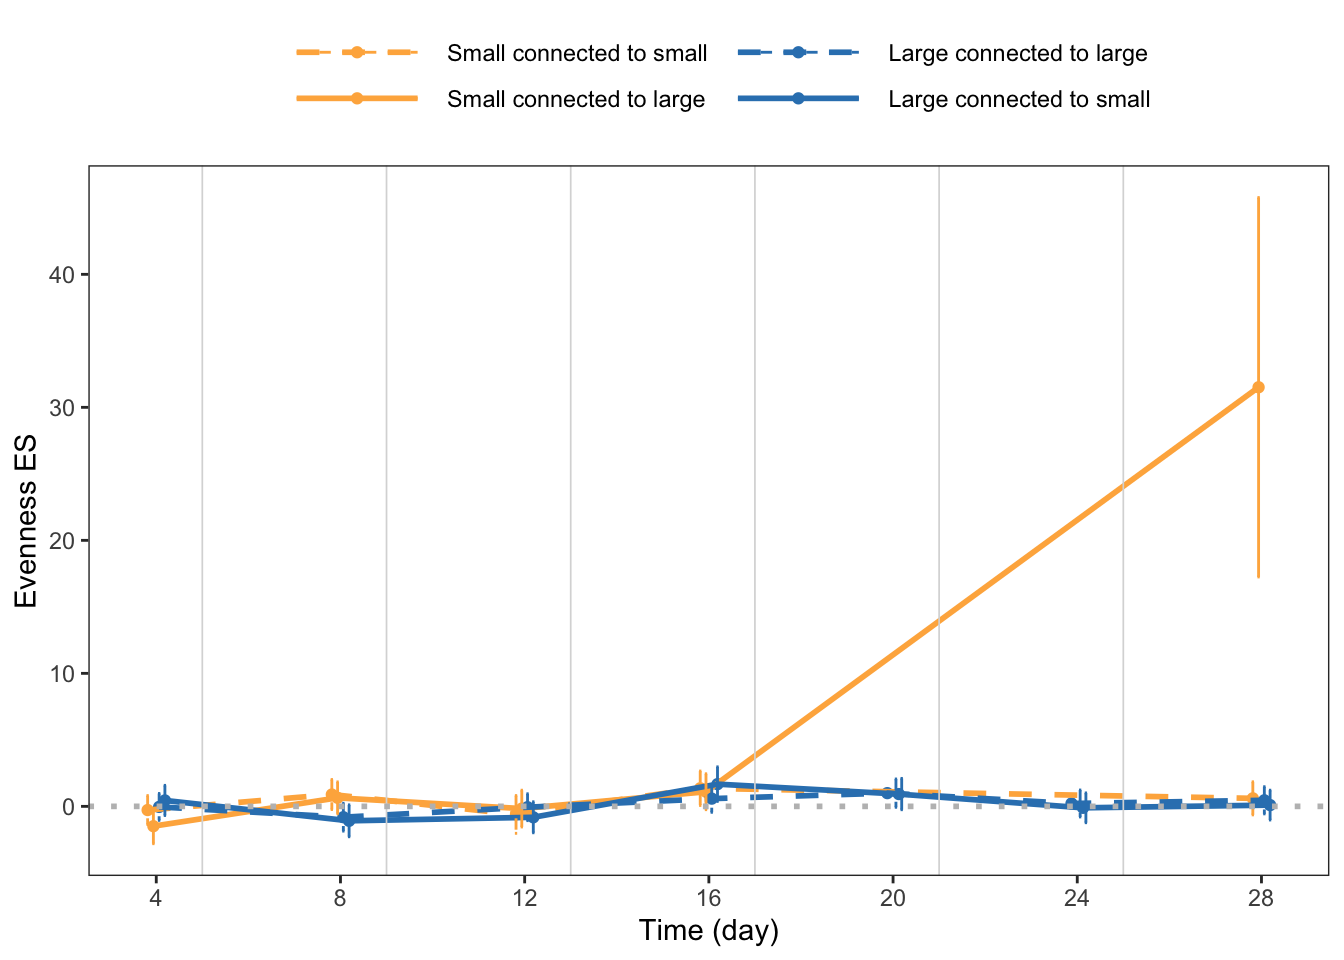 Small connected to small Large connected to large
Small connected to large Large connected to small
40
30
20
10
0
Evenness ES
4 8 12 16 20 24 28
Time (day)